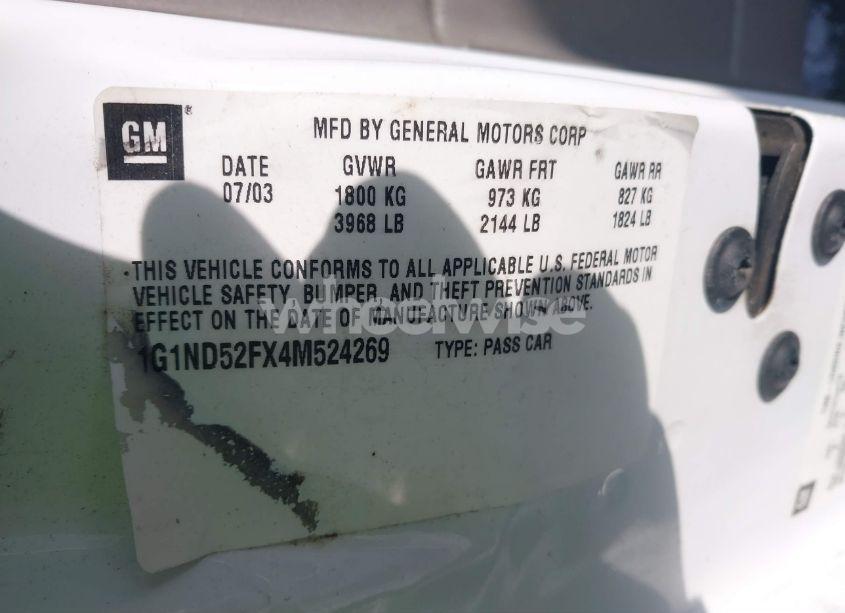 GM ®
MFD BY GENERAL MOTORS CORP
DATE GVWR GAWR FRT GAWR RR
07/03 1800 KG 973 KG 827 KG
3968 LB 2144 LB 1824 LB
THIS VEHICLE CONFORMS TO ALL APPLICABLE U.S. FEDERAL MOTOR
VEHICLE SAFETY, BUMPER, AND THEFT PREVENTION STANDARDS IN
EFFECT ON THE DATE OF MANUFACTURE SHOWN ABOVE.
1G1ND52FX4M524269 TYPE: PASS CAR
Wheelwise